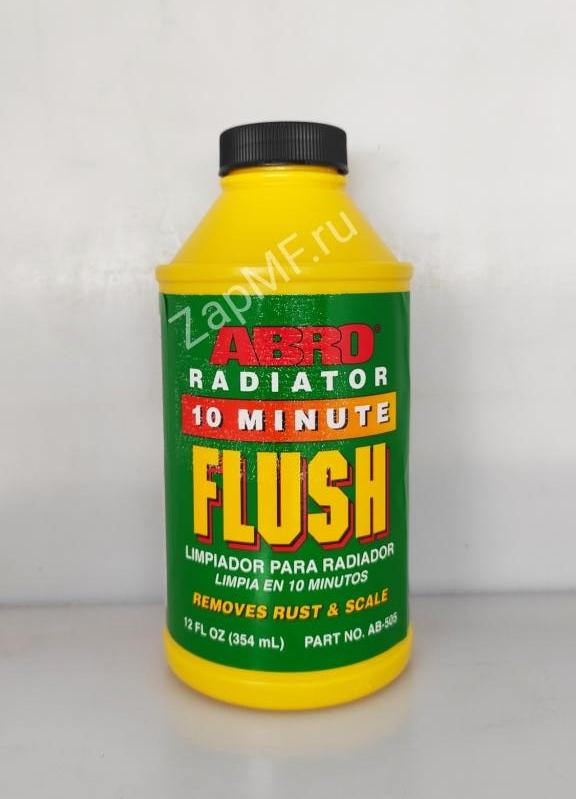 ZapMF.ru
ABRO®
RADIATOR
10 MINUTE
FLUSH
LIMPIADOR PARA RADIADOR
LIMPIA EN 10 MINUTOS
REMOVES RUST & SCALE
12 FL OZ (354 mL) PART NO. AB-505